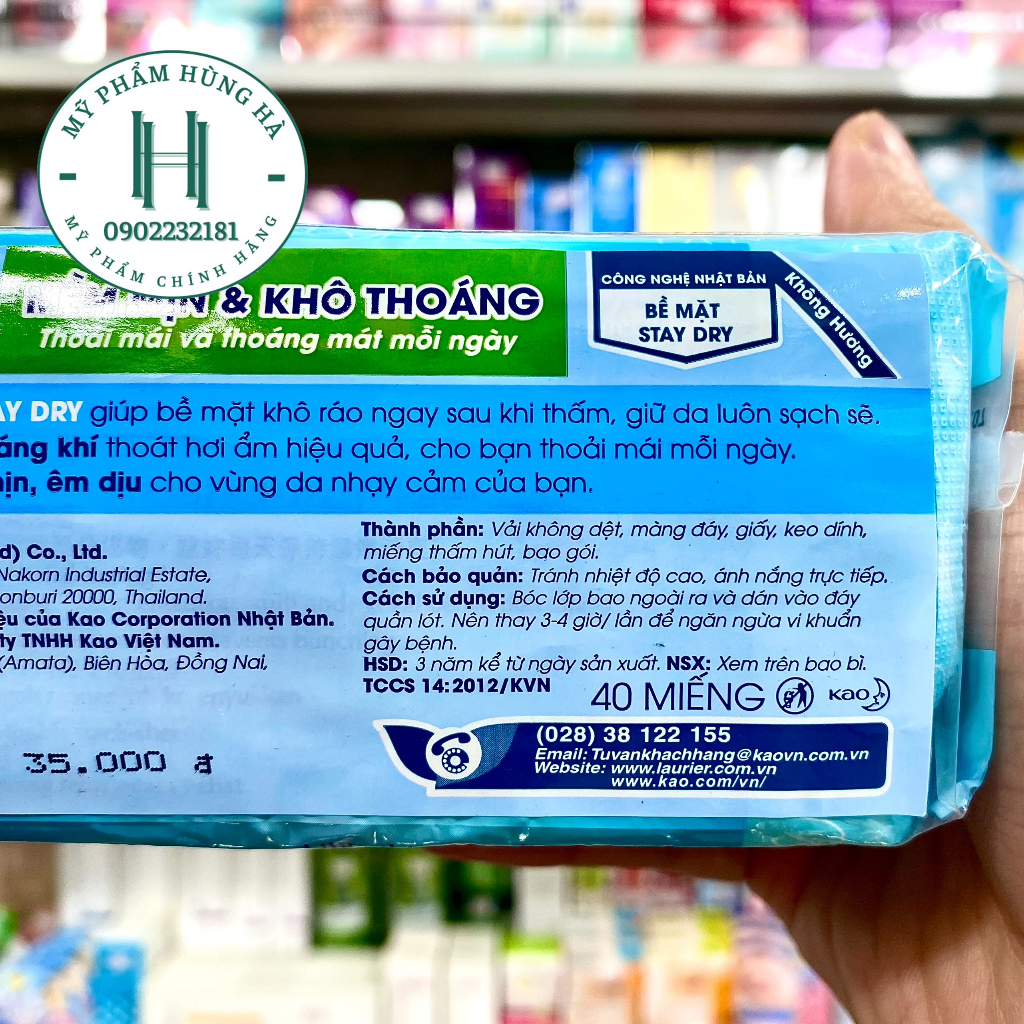 MỸ PHẨM HÙNG HÀ
H
0902232181
MỸ PHẨM CHÍNH HÃNG
& KHÔ THOÁNG
Thoải mái và thoáng mát mỗi ngày
CÔNG NGHỆ NHẬT BẢN
BỀ MẶT
STAY DRY
Không Hương
AY DRY giúp bề mặt khô ráo ngay sau khi thấm, giữ da luôn sạch sẽ.
áng khí thoát hơi ẩm hiệu quả, cho bạn thoải mái mỗi ngày.
ịn, êm dịu cho vùng da nhạy cảm của bạn.
d) Co., Ltd.
Nakorn Industrial Estate,
onburi 20000, Thailand.
ệu của Kao Corporation Nhật Bản.
ty TNHH Kao Việt Nam.
(Amata), Biên Hòa, Đồng Nai,
35.000 đ
Thành phần: Vải không dệt, màng đáy, giấy, keo dính,
miếng thấm hút, bao gói.
Cách bảo quản: Tránh nhiệt độ cao, ánh nắng trực tiếp.
Cách sử dụng: Bóc lớp bao ngoài ra và dán vào đáy
quần lót. Nên thay 3-4 giờ/ lần để ngăn ngừa vi khuẩn
gây bệnh.
HSD: 3 năm kể từ ngày sản xuất. NSX: Xem trên bao bì.
TCCS 14:2012/KVN
40 MIẾNG
Kao
(028) 38 122 155
Email: Tuvankhachhang@kaovn.com.vn
Website: www.laurier.com.vn
www.kao.com/vn/